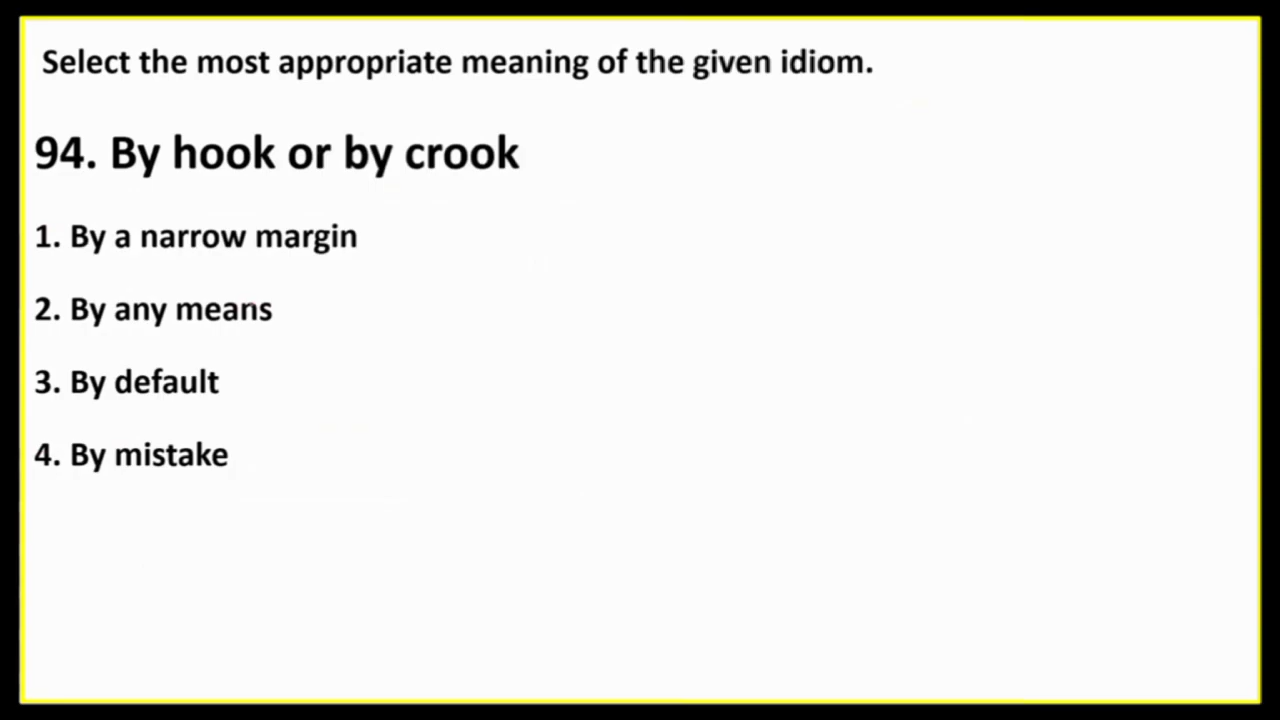 Select the most appropriate meaning of the given idiom.
94. By hook or by crook
1. By a narrow margin
2. By any means
3. By default
4. By mistake